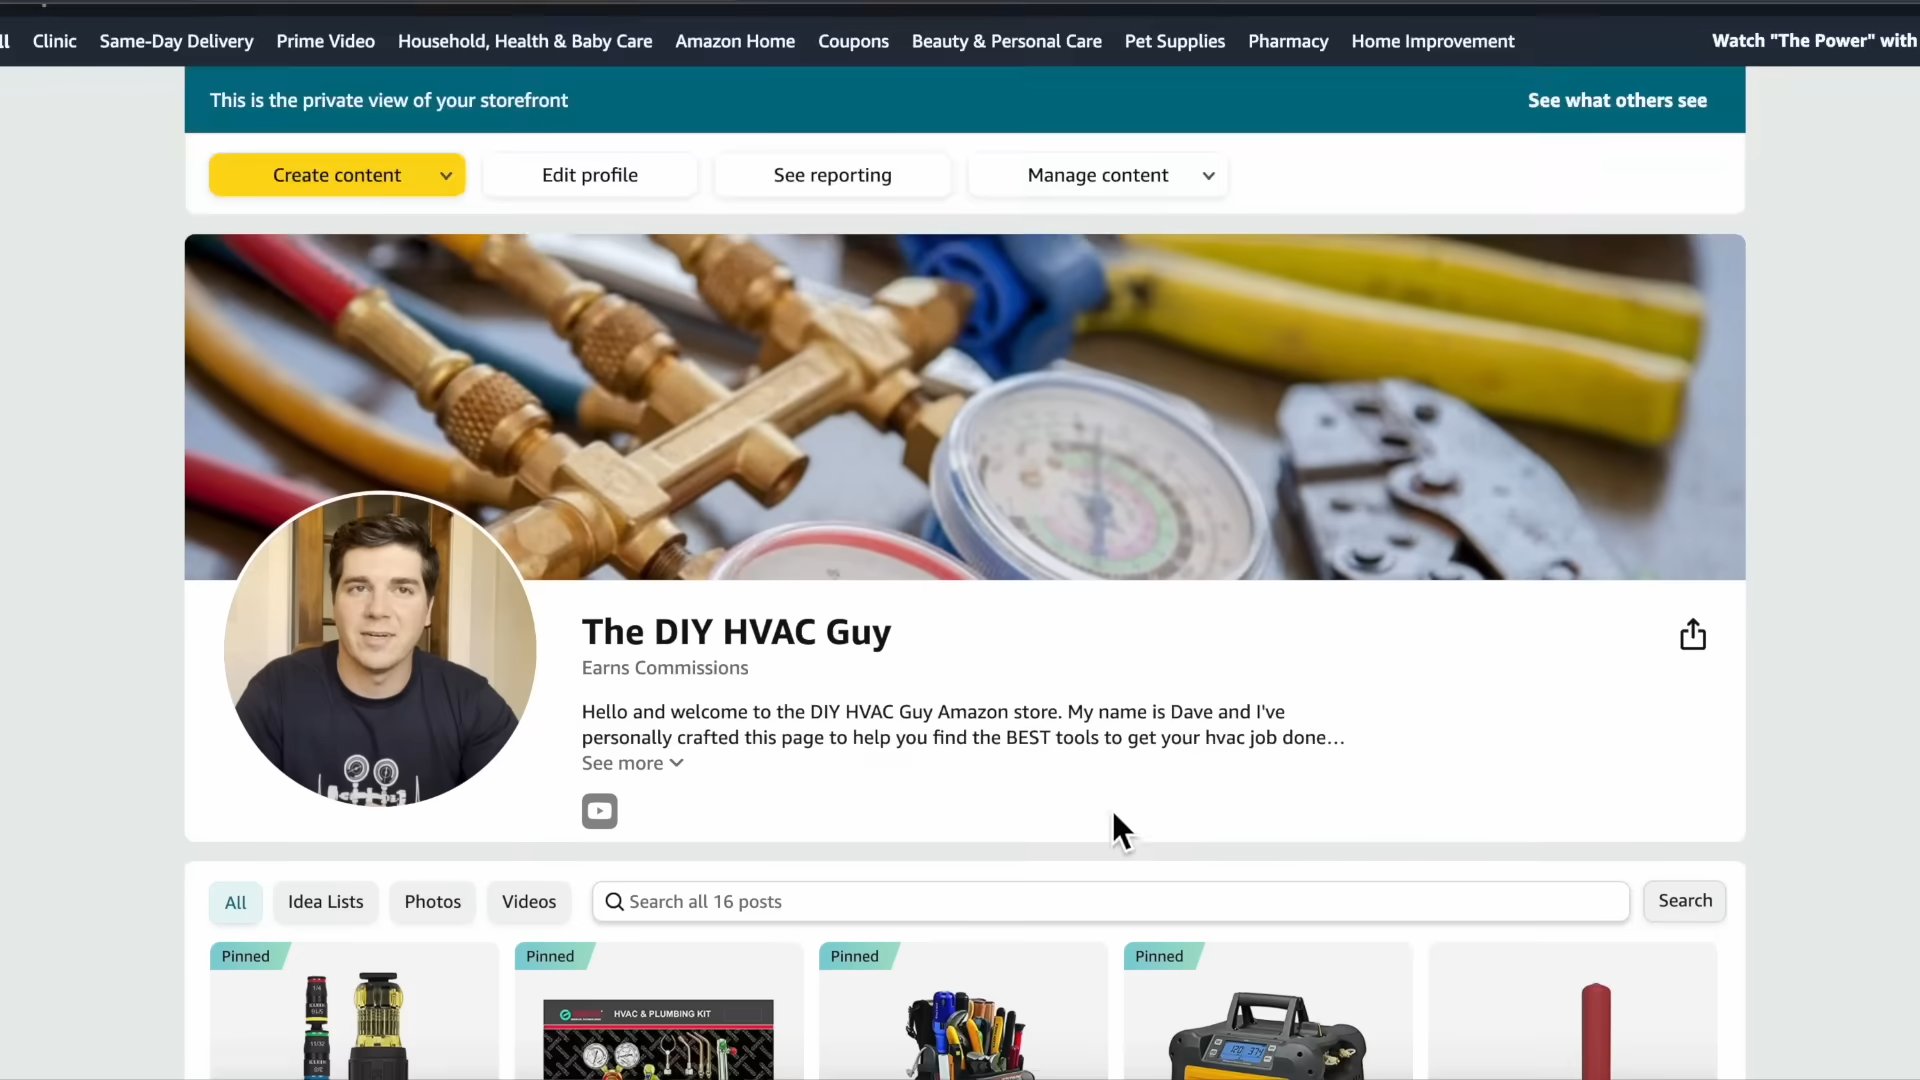 ll Clinic Same-Day Delivery Prime Video Household, Health & Baby Care Amazon Home Coupons Beauty & Personal Care Pet Supplies Pharmacy Home Improvement Watch "The Power" with
This is the private view of your storefront See what others see
Create content Edit profile See reporting Manage content
The DIY HVAC Guy
Earns Commissions
Hello and welcome to the DIY HVAC Guy Amazon store. My name is Dave and I've
personally crafted this page to help you find the BEST tools to get your hvac job done...
See more
All Idea Lists Photos Videos Search all 16 posts Search
Pinned Pinned Pinned Pinned
HVAC & PLUMBING KIT